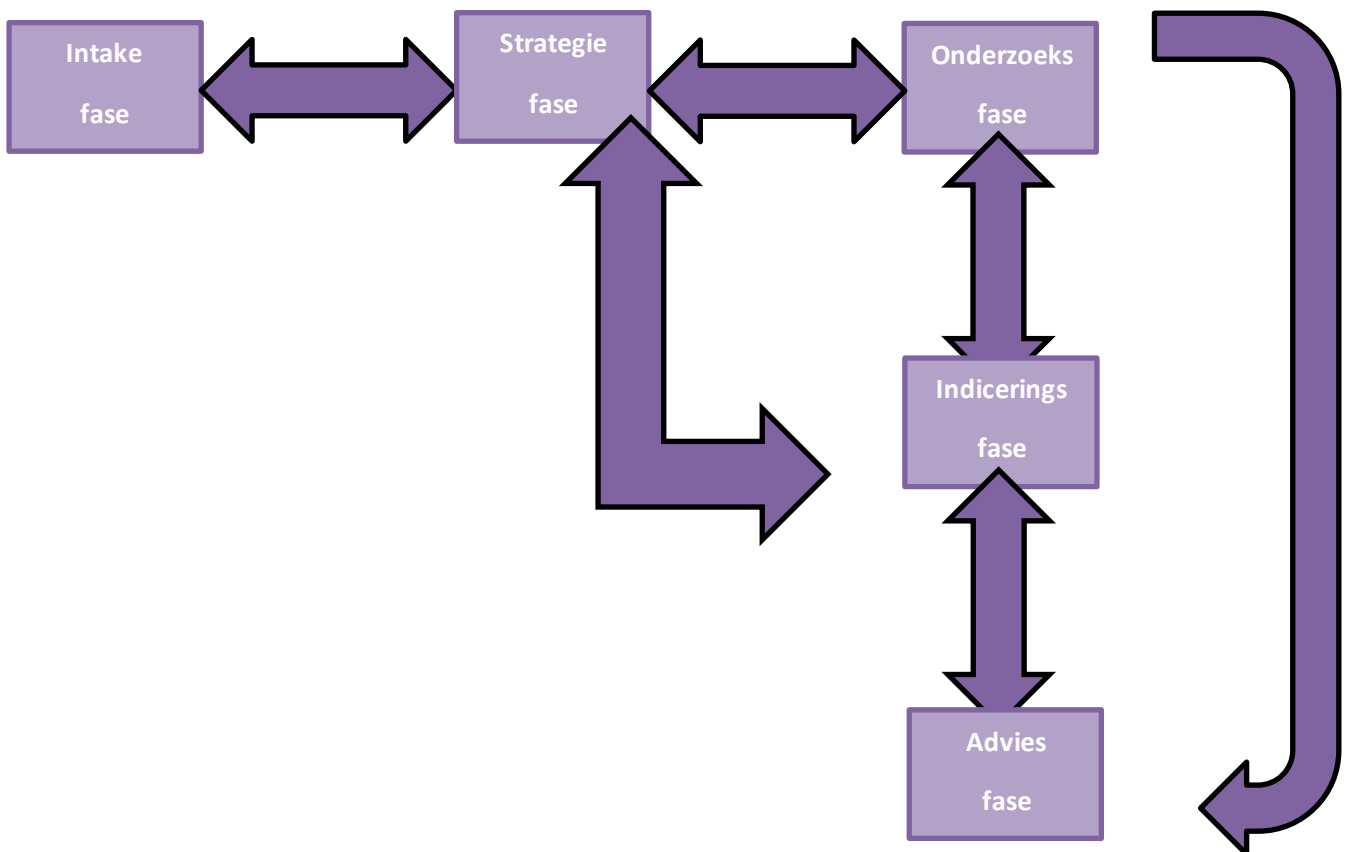 Intake
fase
Strategie
fase
Onderzoeks
fase
Indicerings
fase
Advies
fase